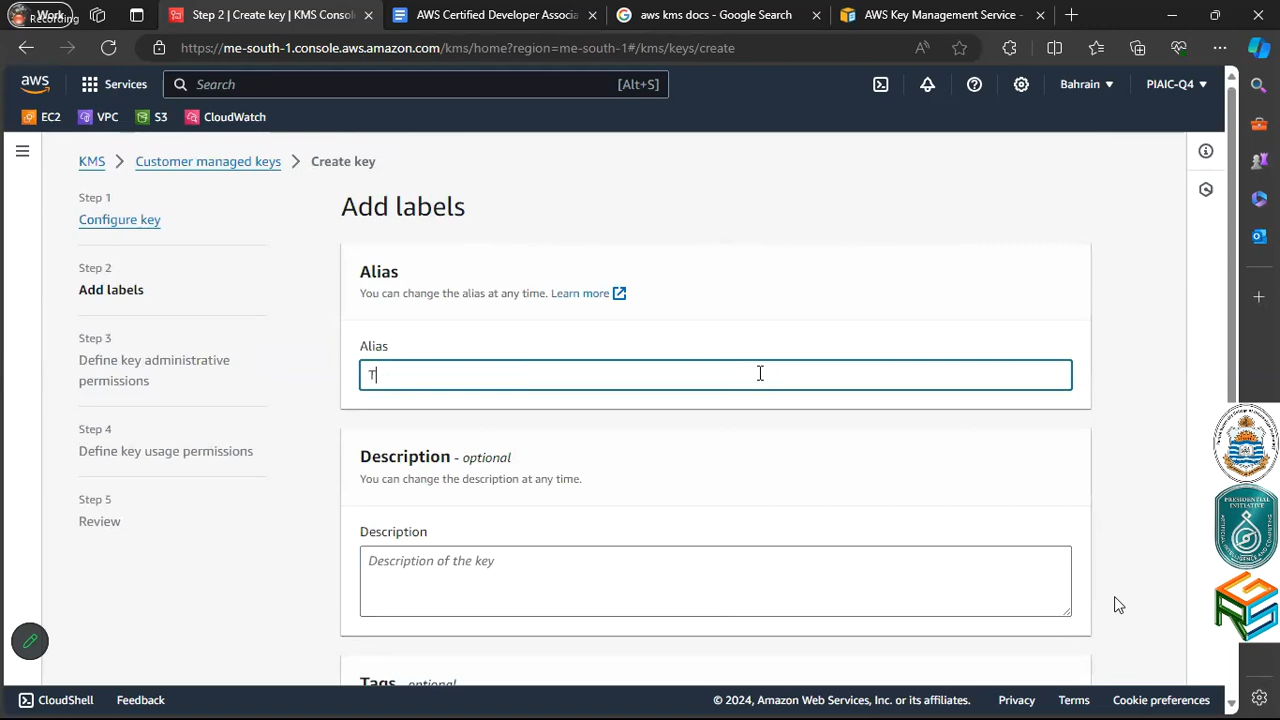 Work
Recording
Step 2 | Create key | KMS Consol
AWS Certified Developer Associa
aws kms docs - Google Search
AWS Key Management Service -
https://me-south-1.console.aws.amazon.com/kms/home?region=me-south-1#/kms/keys/create
aws
Services
Search
[Alt+S]
Bahrain
PIAIC-Q4
EC2
VPC
S3
CloudWatch
KMS
Customer managed keys
Create key
Step 1
Configure key
Step 2
Add labels
Step 3
Define key administrative
permissions
Step 4
Define key usage permissions
Step 5
Review
Add labels
Alias
You can change the alias at any time. Learn more
Alias
T
Description - optional
You can change the description at any time.
Description
Description of the key
Tags - optional
PRESIDENTIAL
INITIATIVE
CloudShell
Feedback
© 2024, Amazon Web Services, Inc. or its affiliates.
Privacy
Terms
Cookie preferences